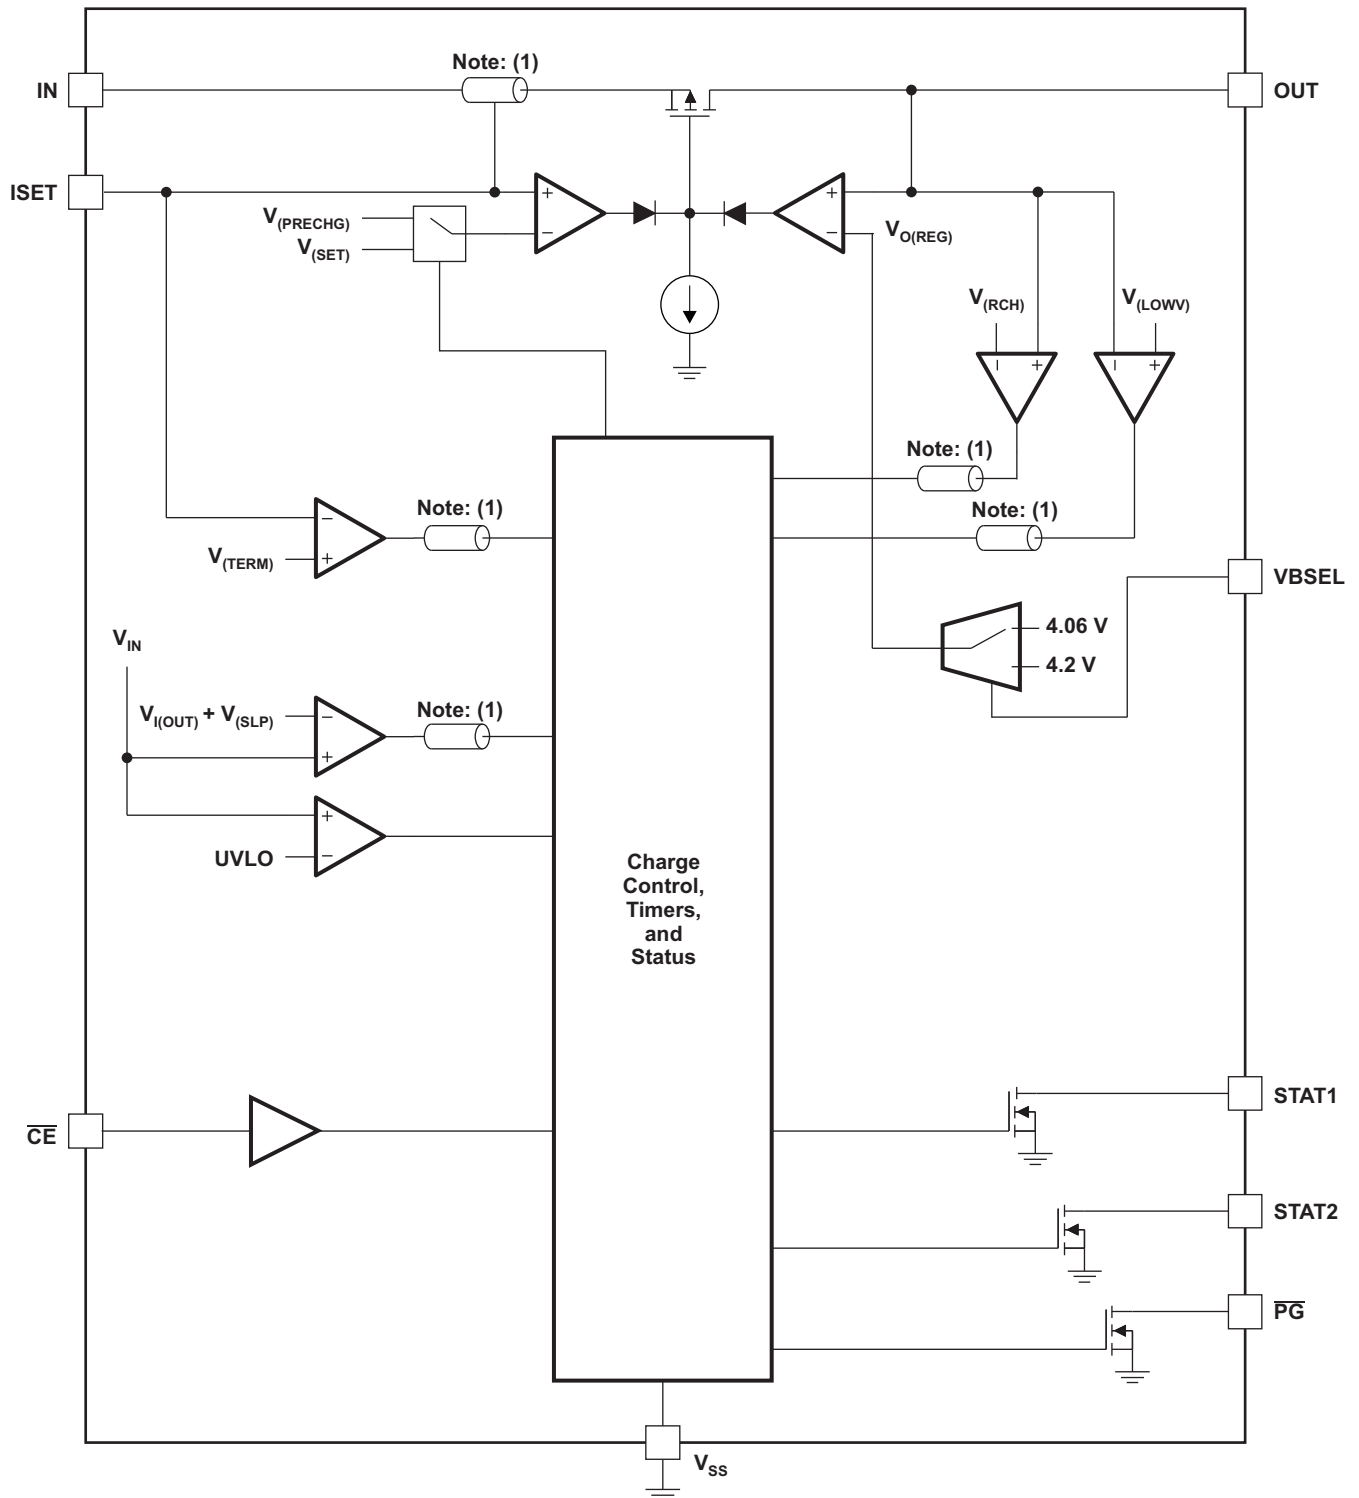 Note: (1)
IN
OUT
ISET
+
+
V(PRECHG)
−
−
VO(REG)
V(SET)
V(RCH)
V(LOWV)
−
+
−
+
Note: (1)
Note: (1)
Note: (1)
−
V(TERM)
+
VBSEL
4.06 V
VIN
4.2 V
Note: (1)
VI(OUT) + V(SLP)
−
+
+
UVLO
−
Charge
Control,
Timers,
and
Status
STAT1
C̅E̅
STAT2
P̅G̅
VSS